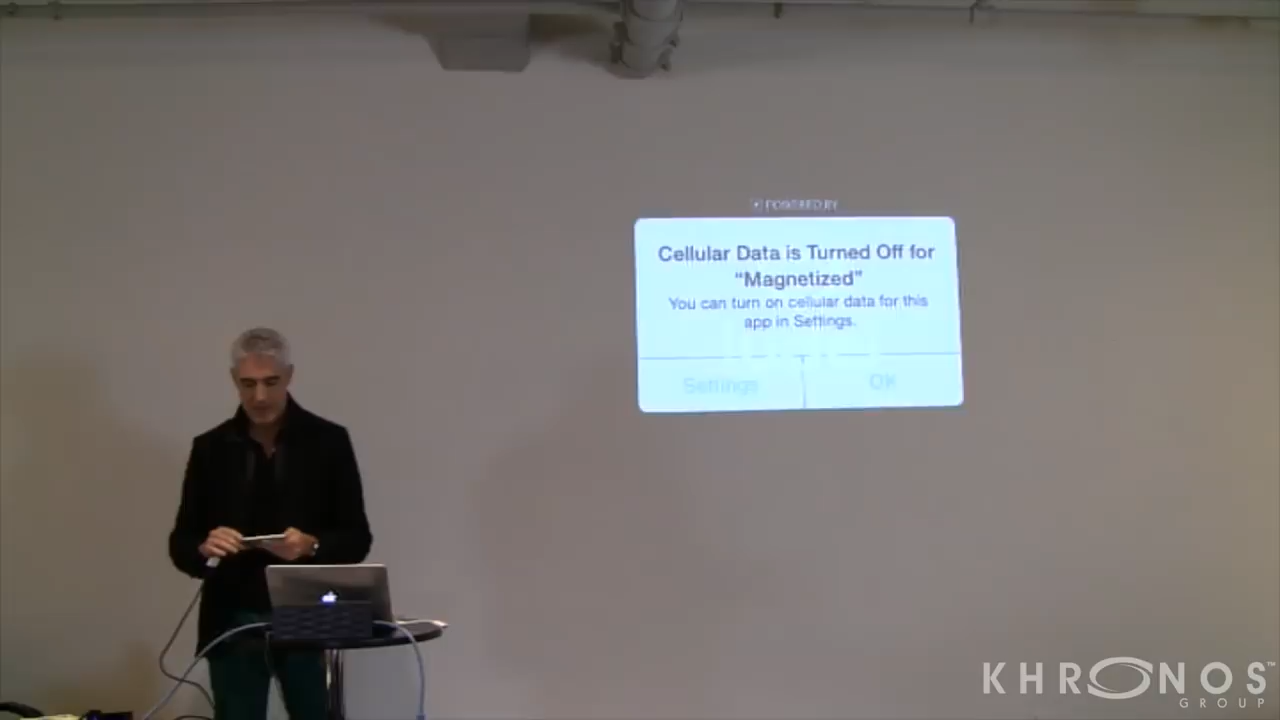 POWERED BY
Cellular Data is Turned Off for
“Magnetized”
You can turn on cellular data for this
app in Settings.
Settings
OK
KHRONOS™
GROUP